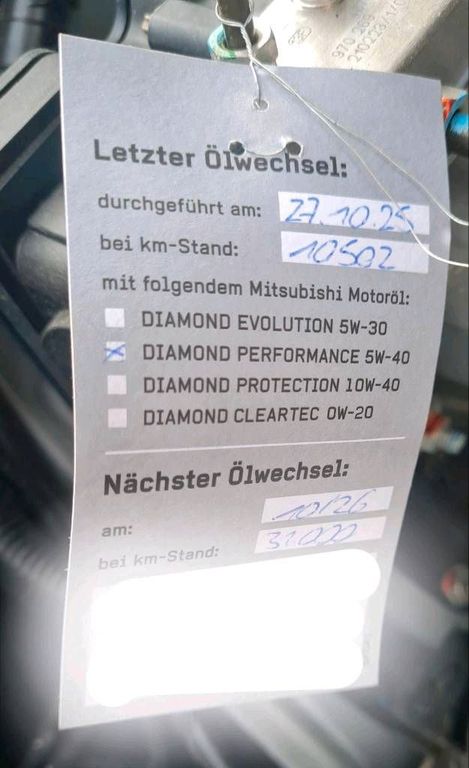 Letzter Ölwechsel:
durchgeführt am: 27.10.25
bei km-Stand: 10502
mit folgendem Mitsubishi Motoröl:
DIAMOND EVOLUTION 5W-30
DIAMOND PERFORMANCE 5W-40
DIAMOND PROTECTION 10W-40
DIAMOND CLEARTEC 0W-20
Nächster Ölwechsel:
am: 10/26
bei km-Stand: 31.000